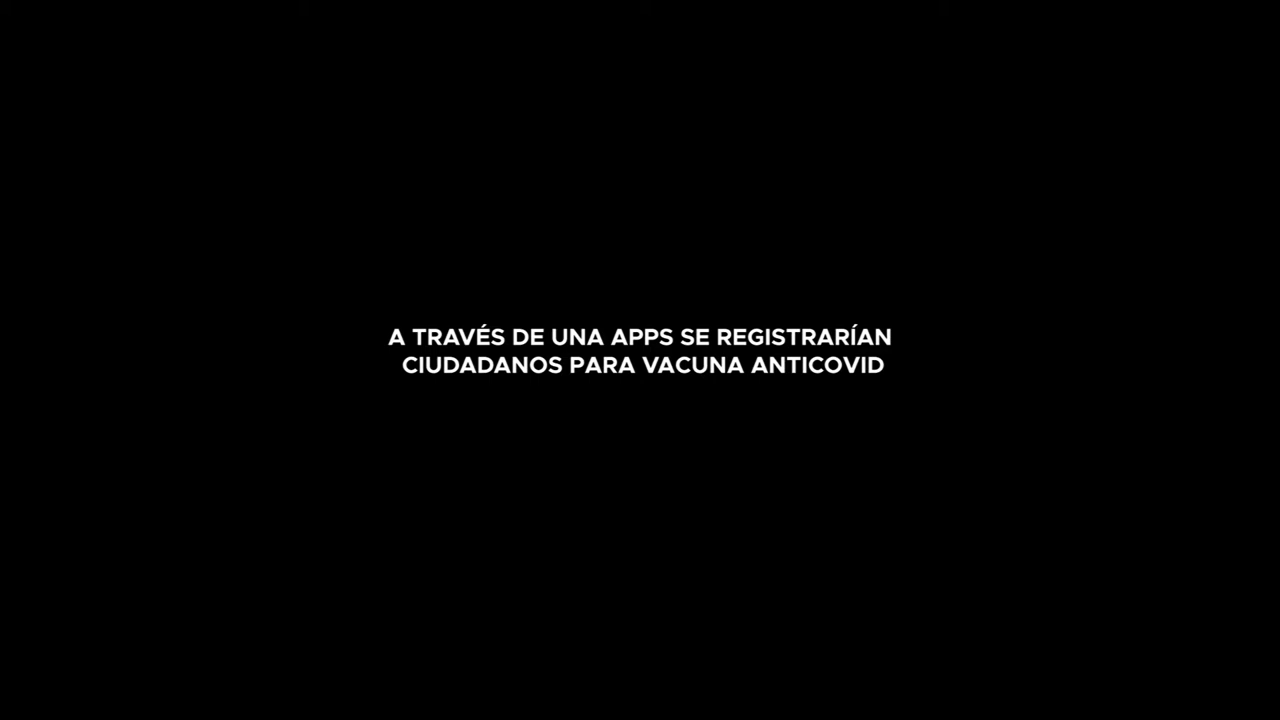 A TRAVÉS DE UNA APPS SE REGISTRARÍAN
CIUDADANOS PARA VACUNA ANTICOVID